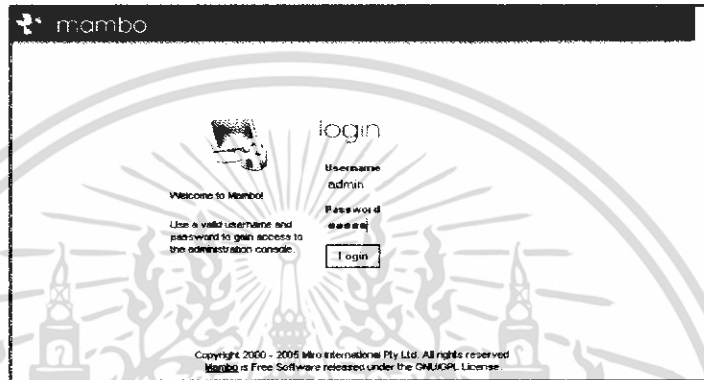 mambo
login
Username
admin
Welcome to Mambo!
Password
*****
Use a valid username and
password to gain access to
the administration console.
Login
Copyright 2000 - 2005 Miro International Pty Ltd. All rights reserved
Mambo is Free Software released under the GNU/GPL License.